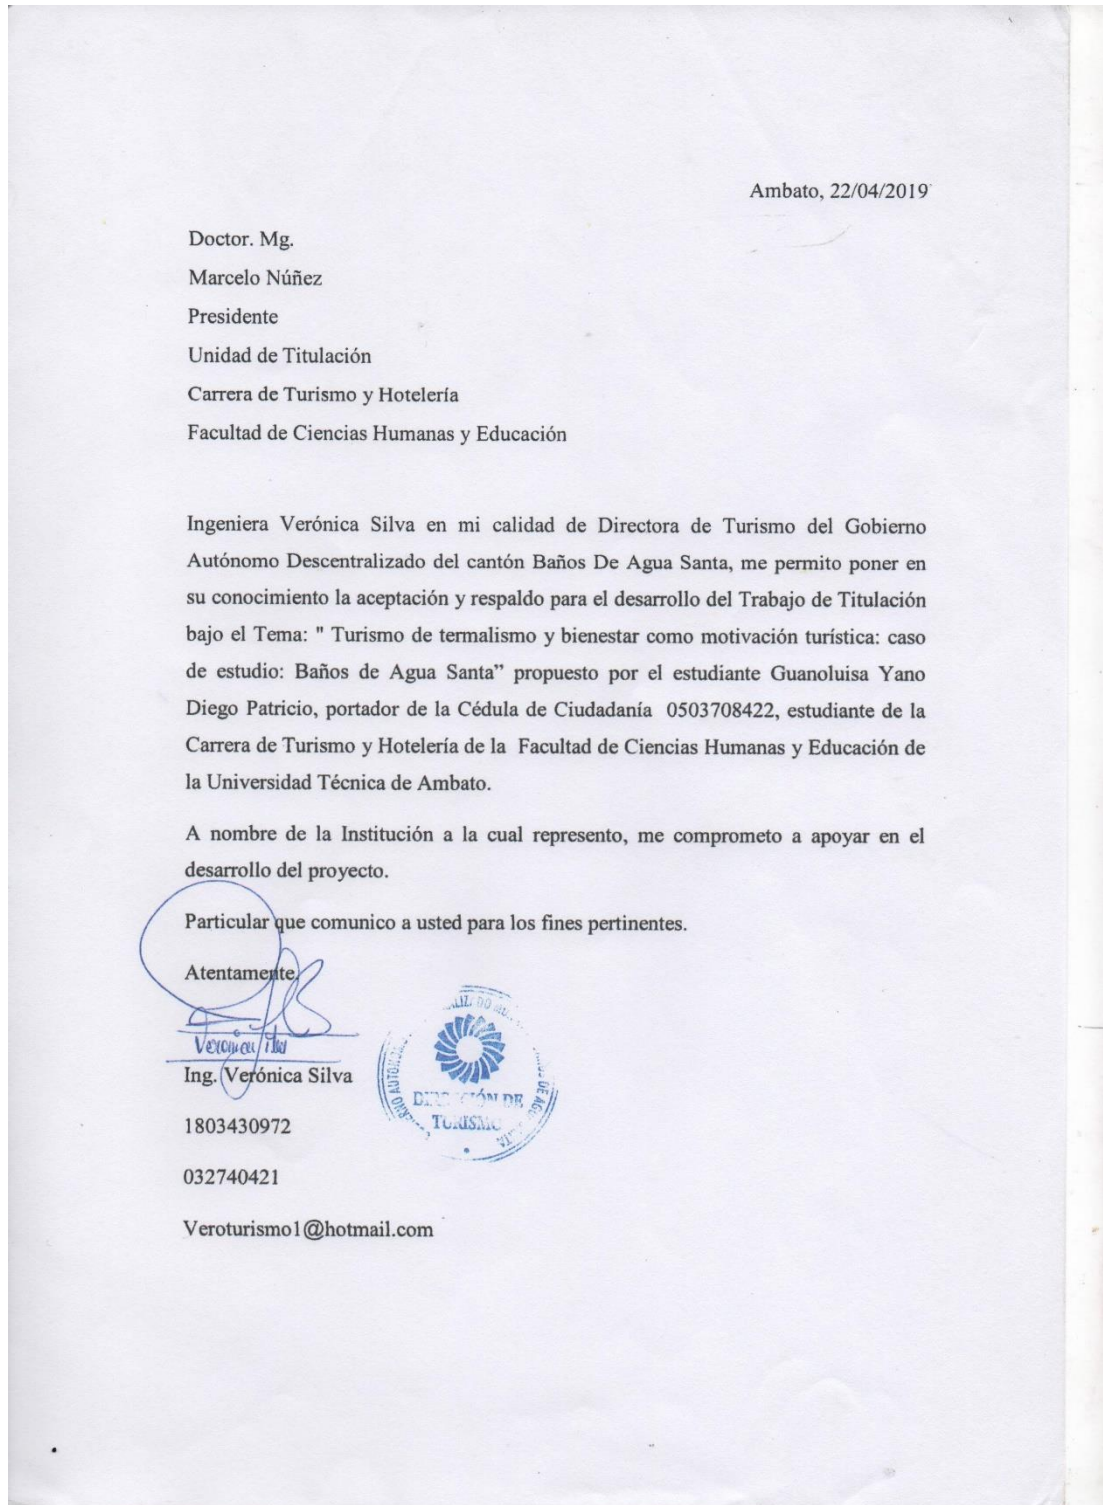 Ambato, 22/04/2019
Doctor. Mg.
Marcelo Núñez
Presidente
Unidad de Titulación
Carrera de Turismo y Hotelería
Facultad de Ciencias Humanas y Educación
Ingeniera Verónica Silva en mi calidad de Directora de Turismo del Gobierno
Autónomo Descentralizado del cantón Baños De Agua Santa, me permito poner en
su conocimiento la aceptación y respaldo para el desarrollo del Trabajo de Titulación
bajo el Tema: " Turismo de termalismo y bienestar como motivación turística: caso
de estudio: Baños de Agua Santa” propuesto por el estudiante Guanoluisa Yano
Diego Patricio, portador de la Cédula de Ciudadanía  0503708422, estudiante de la
Carrera de Turismo y Hotelería de la  Facultad de Ciencias Humanas y Educación de
la Universidad Técnica de Ambato.
A nombre de la Institución a la cual represento, me comprometo a apoyar en el
desarrollo del proyecto.
Particular que comunico a usted para los fines pertinentes.
Atentamente,
Ing. Verónica Silva
DIRECCIÓN DE
TURISMO
1803430972
032740421
Veroturismo1@hotmail.com